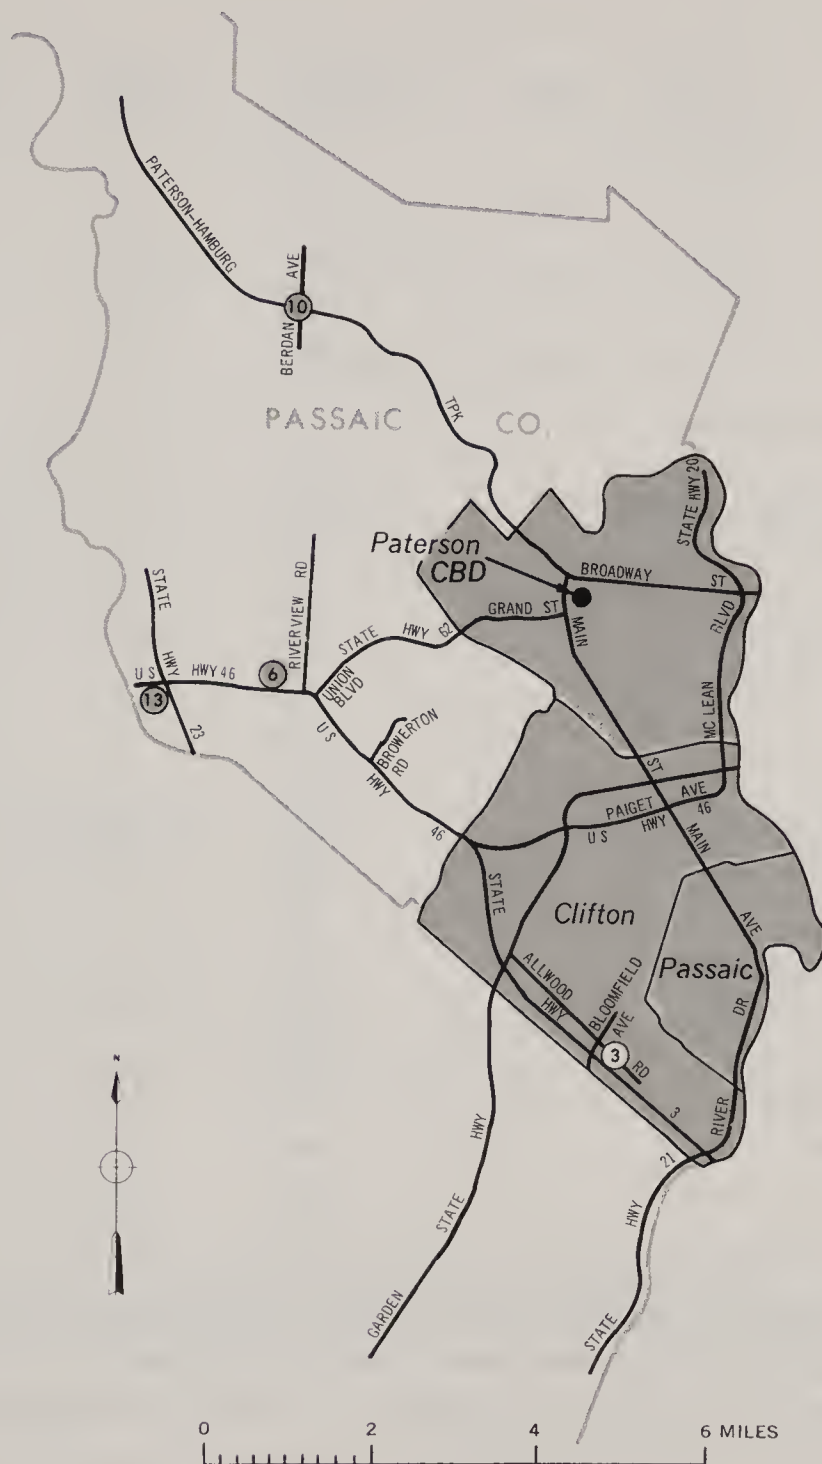 PATERSON-HAMBURG
AVE
10
BERDAN
TPK
PASSAIC CO.
STATE HWY 20
Paterson
CBD
BROADWAY ST
BLVD
MC LEAN
GRAND ST
MAIN
ST
STATE HWY 62
RIVERVIEW RD
STATE
HWY
23
US HWY 46
6
13
UNION
BLVD
BROWERTON
RD
US
HWY
46
PAIGET AVE
US HWY 46
MAIN
AVE
STATE
HWY
3
Clifton
Passaic
ALLWOOD
RD
BLOOMFIELD
AVE
3
DR
RIVER
21
HWY
STATE
HWY
STATE
GARDEN
N
0 2 4 6 MILES